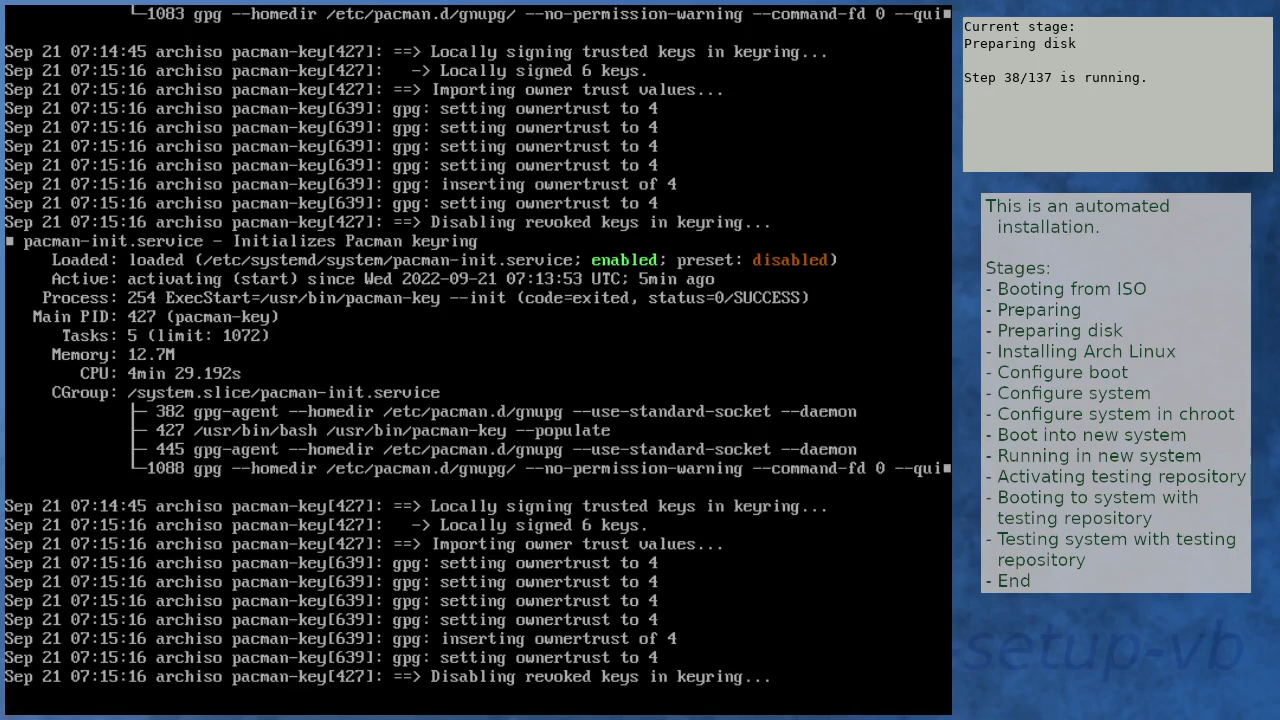 └─1083 gpg --homedir /etc/pacman.d/gnupg/ --no-permission-warning --command-fd 0 --qui■
Sep 21 07:14:45 archiso pacman-key[427]: ==> Locally signing trusted keys in keyring...
Sep 21 07:15:16 archiso pacman-key[427]:   -> Locally signed 6 keys.
Sep 21 07:15:16 archiso pacman-key[427]: ==> Importing owner trust values...
Sep 21 07:15:16 archiso pacman-key[639]: gpg: setting ownertrust to 4
Sep 21 07:15:16 archiso pacman-key[639]: gpg: setting ownertrust to 4
Sep 21 07:15:16 archiso pacman-key[639]: gpg: setting ownertrust to 4
Sep 21 07:15:16 archiso pacman-key[639]: gpg: setting ownertrust to 4
Sep 21 07:15:16 archiso pacman-key[639]: gpg: inserting ownertrust of 4
Sep 21 07:15:16 archiso pacman-key[639]: gpg: setting ownertrust to 4
Sep 21 07:15:16 archiso pacman-key[427]: ==> Disabling revoked keys in keyring...
■ pacman-init.service - Initializes Pacman keyring
Loaded: loaded (/etc/systemd/system/pacman-init.service; enabled; preset: disabled)
Active: activating (start) since Wed 2022-09-21 07:13:53 UTC; 5min ago
Process: 254 ExecStart=/usr/bin/pacman-key --init (code=exited, status=0/SUCCESS)
Main PID: 427 (pacman-key)
Tasks: 5 (limit: 1072)
Memory: 12.7M
CPU: 4min 29.192s
CGroup: /system.slice/pacman-init.service
├─ 382 gpg-agent --homedir /etc/pacman.d/gnupg --use-standard-socket --daemon
├─ 427 /usr/bin/bash /usr/bin/pacman-key --populate
├─ 445 gpg-agent --homedir /etc/pacman.d/gnupg --use-standard-socket --daemon
└─1088 gpg --homedir /etc/pacman.d/gnupg/ --no-permission-warning --command-fd 0 --qui■
Sep 21 07:14:45 archiso pacman-key[427]: ==> Locally signing trusted keys in keyring...
Sep 21 07:15:16 archiso pacman-key[427]:   -> Locally signed 6 keys.
Sep 21 07:15:16 archiso pacman-key[427]: ==> Importing owner trust values...
Sep 21 07:15:16 archiso pacman-key[639]: gpg: setting ownertrust to 4
Sep 21 07:15:16 archiso pacman-key[639]: gpg: setting ownertrust to 4
Sep 21 07:15:16 archiso pacman-key[639]: gpg: setting ownertrust to 4
Sep 21 07:15:16 archiso pacman-key[639]: gpg: setting ownertrust to 4
Sep 21 07:15:16 archiso pacman-key[639]: gpg: inserting ownertrust of 4
Sep 21 07:15:16 archiso pacman-key[639]: gpg: setting ownertrust to 4
Sep 21 07:15:16 archiso pacman-key[427]: ==> Disabling revoked keys in keyring...
Current stage:
Preparing disk
Step 38/137 is running.
This is an automated
installation.
Stages:
- Booting from ISO
- Preparing
- Preparing disk
- Installing Arch Linux
- Configure boot
- Configure system
- Configure system in chroot
- Boot into new system
- Running in new system
- Activating testing repository
- Booting to system with
testing repository
- Testing system with testing
repository
- End
-setup-vb